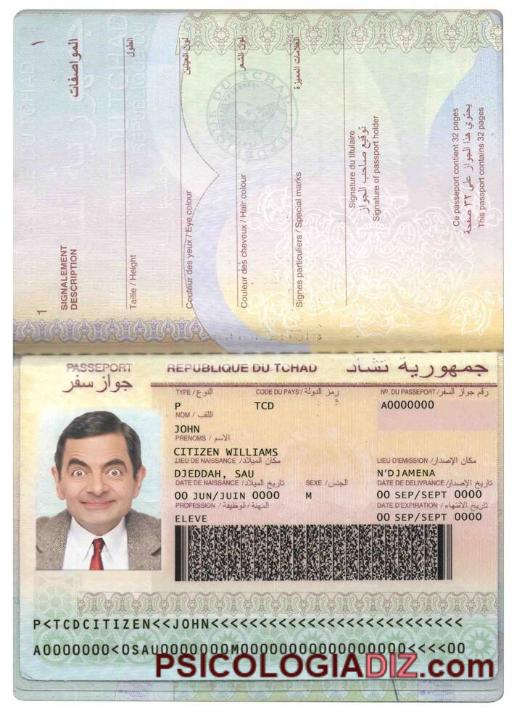 المواصفات
1
SIGNALEMENT
DESCRIPTION
الطول
Taille / Height
لون العينين
Couleur des yeux / Eye colour
لون الشعر
Couleur des cheveux / Hair colour
العلامات المميزة
Signes particuliers / Special marks
Signature du titulaire
توقيع صاحب الجواز
Signature of passport holder
Ce passeport contient 32 pages
يحتوي هذا الجواز على ٣٢ صفحة
This passport contains 32 pages
PASSEPORT
جواز سفر
REPUBLIQUE DU TCHAD جمهورية تشاد
TYPE / النوع CODE DU PAYS / رمز الدولة Nº. DU PASSEPORT / رقم جواز السفر
P TCD A0000000
NOM / اللقب
JOHN
PRENOMS / الاسم
CITIZEN WILLIAMS
LIEU DE NAISSANCE / مكان الميلاد LIEU D'EMISSION / مكان الإصدار
DJEDDAH, SAU N'DJAMENA
DATE DE NAISSANCE / تاريخ الميلاد SEXE / الجنس DATE DE DELIVRANCE / تاريخ الإصدار
00 JUN/JUIN 0000 M 00 SEP/SEPT 0000
PROFESSION / المهنة / الوظيفة DATE D'EXPIRATION / تاريخ الانتهاء
ELEVE 00 SEP/SEPT 0000
P<TCDCITIZEN<<JOHN<<<<<<<<<<<<<<<<<<<<<<<<<<
PSICOLOGIADIZ.com